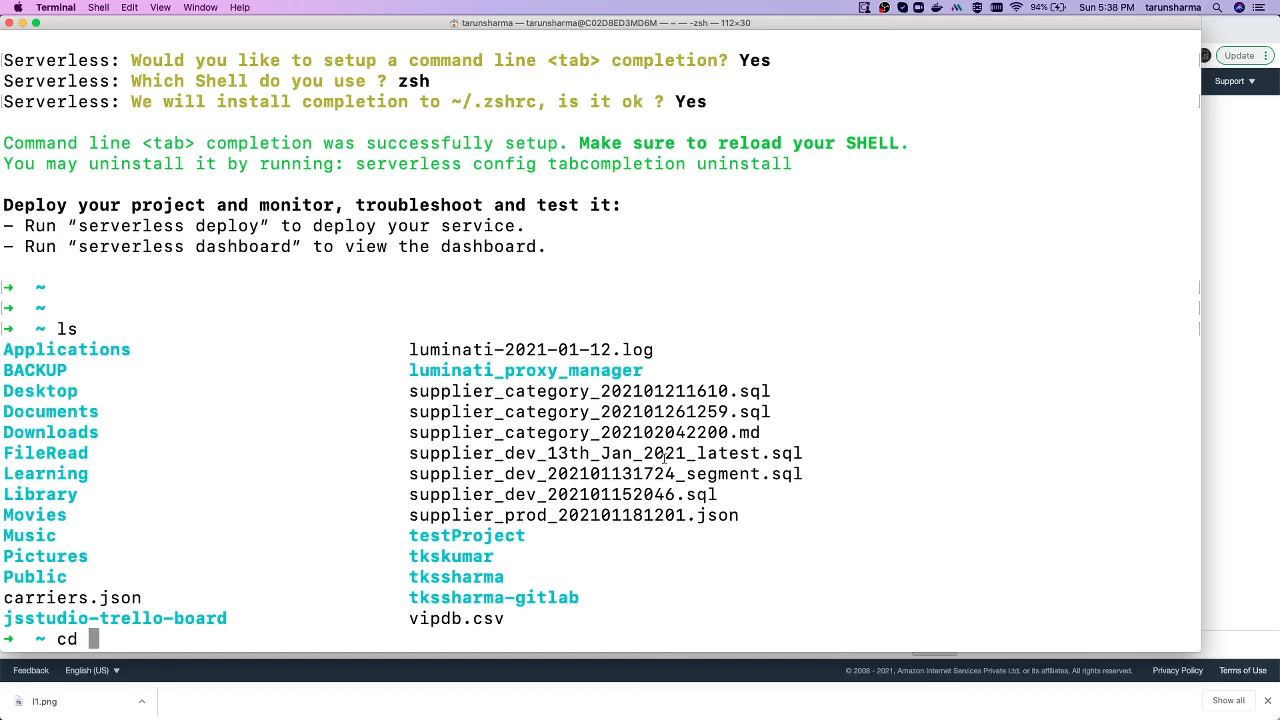 Terminal Shell Edit View Window Help 94% Sun 5:38 PM tarunsharma
tarunsharma — tarunsharma@C02D8ED3MD6M — ~ — -zsh — 112×30
Update
Support
Serverless: Would you like to setup a command line <tab> completion? Yes
Serverless: Which Shell do you use ? zsh
Serverless: We will install completion to ~/.zshrc, is it ok ? Yes
Command line <tab> completion was successfully setup. Make sure to reload your SHELL.
You may uninstall it by running: serverless config tabcompletion uninstall
Deploy your project and monitor, troubleshoot and test it:
– Run “serverless deploy” to deploy your service.
– Run “serverless dashboard” to view the dashboard.
→ ~
→ ~
→ ~ ls
Applications luminati-2021-01-12.log
BACKUP luminati_proxy_manager
Desktop supplier_category_202101211610.sql
Documents supplier_category_202101261259.sql
Downloads supplier_category_202102042200.md
FileRead supplier_dev_13th_Jan_2021_latest.sql
Learning supplier_dev_202101131724_segment.sql
Library supplier_dev_202101152046.sql
Movies supplier_prod_202101181201.json
Music testProject
Pictures tkskumar
Public tkssharma
carriers.json tkssharma-gitlab
jsstudio-trello-board vipdb.csv
→ ~ cd
Feedback English (US) © 2008 - 2021, Amazon Internet Services Private Ltd. or its affiliates. All rights reserved. Privacy Policy Terms of Use
l1.png Show all